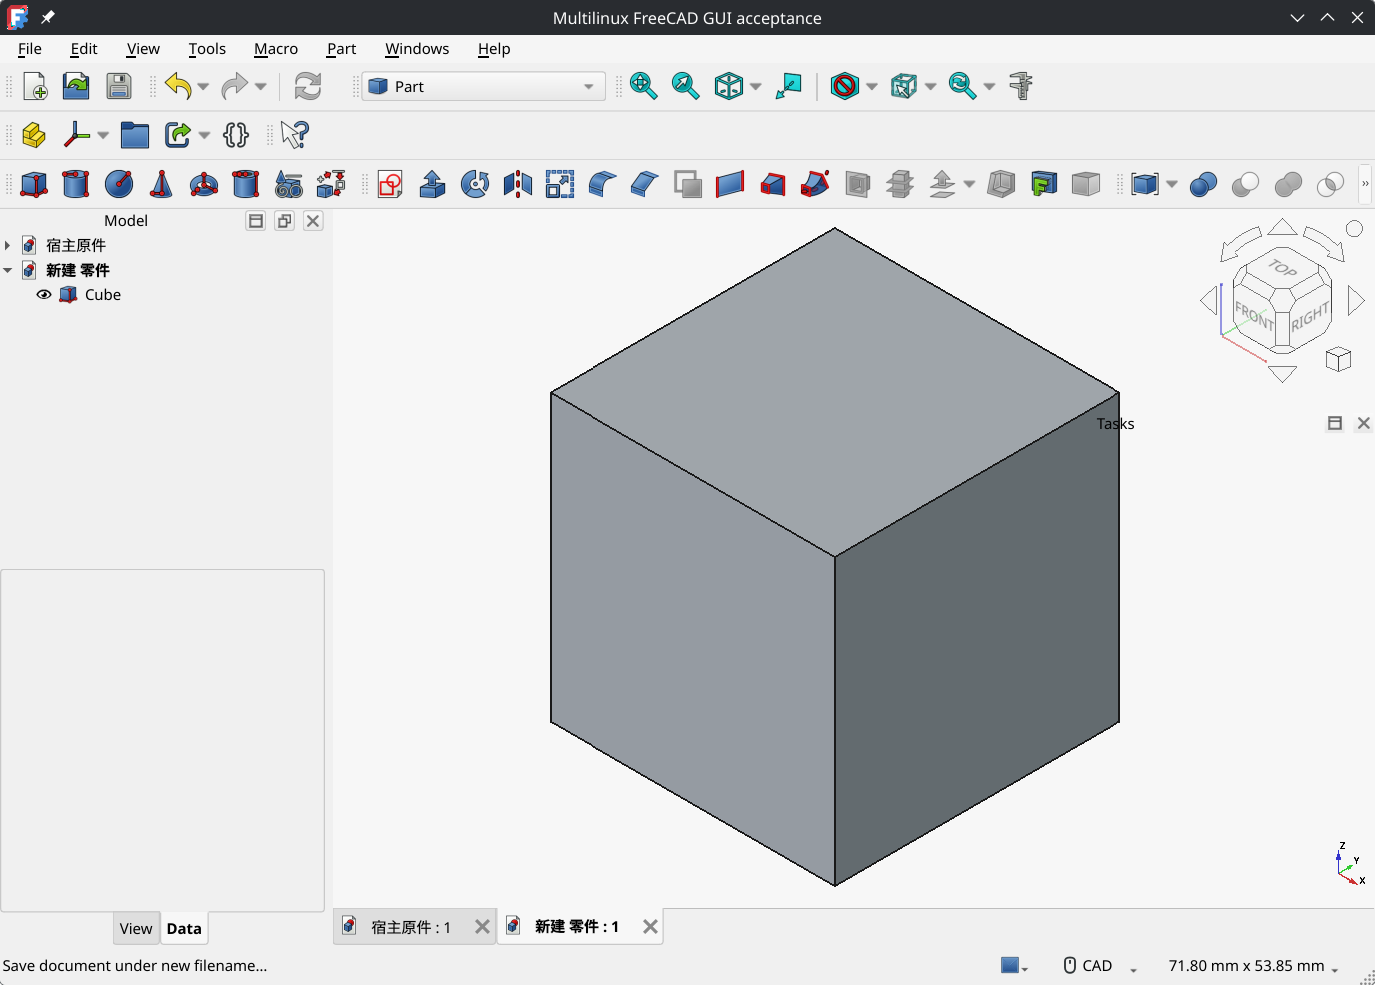 Multilinux FreeCAD GUI acceptance
File Edit View Tools Macro Part Windows Help
Part
Model
宿主原件
新建 零件
Cube
TOP
FRONT
RIGHT
Tasks
Z
Y
X
View Data
宿主原件 : 1
新建 零件 : 1
Save document under new filename...
CAD
71.80 mm x 53.85 mm